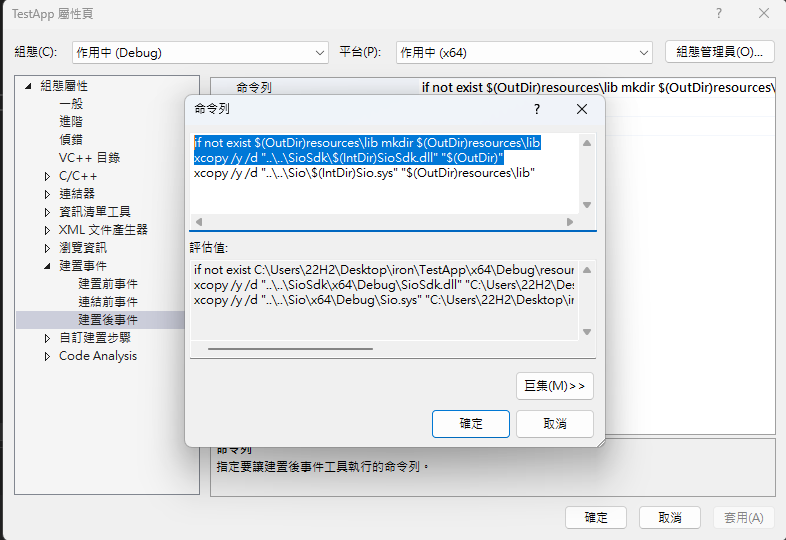 TestApp 屬性頁
組態(C): 作用中 (Debug) 平台(P): 作用中 (x64) 組態管理員(O)...
組態屬性
一般
進階
偵錯
VC++ 目錄
C/C++
連結器
資訊清單工具
XML 文件產生器
瀏覽資訊
建置事件
建置前事件
連結前事件
建置後事件
自訂建置步驟
Code Analysis
命令列 if not exist $(OutDir)resources\lib mkdir $(OutDir)resources\
命令列
if not exist $(OutDir)resources\lib mkdir $(OutDir)resources\lib
xcopy /y /d "..\..\SioSdk\$(IntDir)SioSdk.dll" "$(OutDir)"
xcopy /y /d "..\..\Sio\$(IntDir)Sio.sys" "$(OutDir)resources\lib"
評估值:
if not exist C:\Users\22H2\Desktop\iron\TestApp\x64\Debug\resour
xcopy /y /d "..\..\SioSdk\x64\Debug\SioSdk.dll" "C:\Users\22H2\Des
xcopy /y /d "..\..\Sio\x64\Debug\Sio.sys" "C:\Users\22H2\Desktop\ir
巨集(M)>>
確定 取消
命令列
指定要讓建置後事件工具執行的命令列。
確定 取消 套用(A)